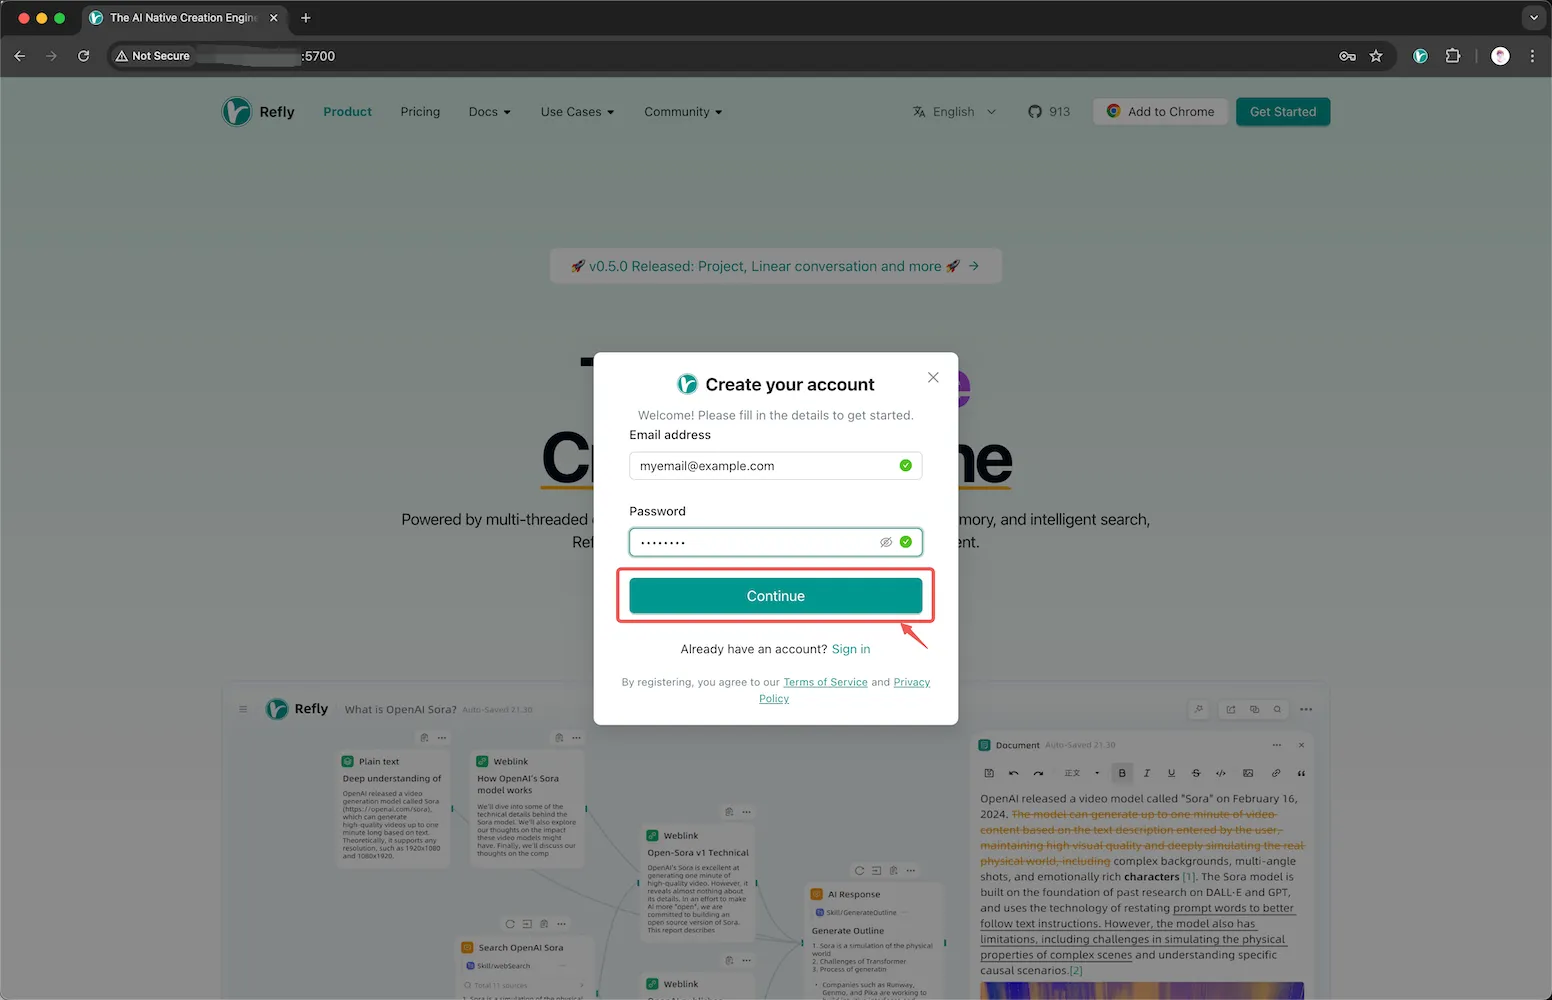 The AI Native Creation Engin
Not Secure
:5700
Refly
Product
Pricing
Docs
Use Cases
Community
English
913
Add to Chrome
Get Started
🚀 v0.5.0 Released: Project, Linear conversation and more 🚀 →
Create your account
Welcome! Please fill in the details to get started.
Email address
myemail@example.com
Password
••••••••
Continue
Already have an account? Sign in
By registering, you agree to our Terms of Service and Privacy
Policy
Powered by multi-threaded
mory, and intelligent search,
Ref
ent.
Refly
What is OpenAI Sora?
Auto-Saved 21.30
Plain text
Deep understanding of
OpenAI released a video
generation model called Sora
(https://openai.com/sora),
which can generate
high-quality videos up to one
minute long based on text.
Theoretically, it supports any
resolution, such as 1920x1080
and 1080x1920.
Weblink
How OpenAI's Sora
model works
We'll dive into some of the
technical details behind the
Sora model. We'll also explore
our thoughts on the impact
these video models might
have. Finally, we'll discuss our
thoughts on the comp
Weblink
Open-Sora v1 Technical
OpenAI's Sora is excellent at
generating one minute of
high-quality video. However, it
reveals almost nothing about
its details. In an effort to make
AI more "open", we are
committed to building an
open source version of Sora.
This report describes
Search OpenAI Sora
Skill/webSearch
Total 11 sources
1. Sora is a simulation of the physical
Weblink
AI Response
Skill/GenerateOutline
Generate Outline
1. Sora is a simulation of the physical
world
2. Challenges of Transformer
3. Process of generatin
• Companies such as Runway,
Genmo, and Pika are working to
Document
Auto-Saved 21.30
正文
B I U S
OpenAI released a video model called "Sora" on February 16,
2024. The model can generate up to one minute of video
content based on the text description entered by the user,
maintaining high visual quality and deeply simulating the real
physical world, including complex backgrounds, multi-angle
shots, and emotionally rich characters [1]. The Sora model is
built on the foundation of past research on DALL·E and GPT,
and uses the technology of restating prompt words to better
follow text instructions. However, the model also has
limitations, including challenges in simulating the physical
properties of complex scenes and understanding specific
causal scenarios.[2]